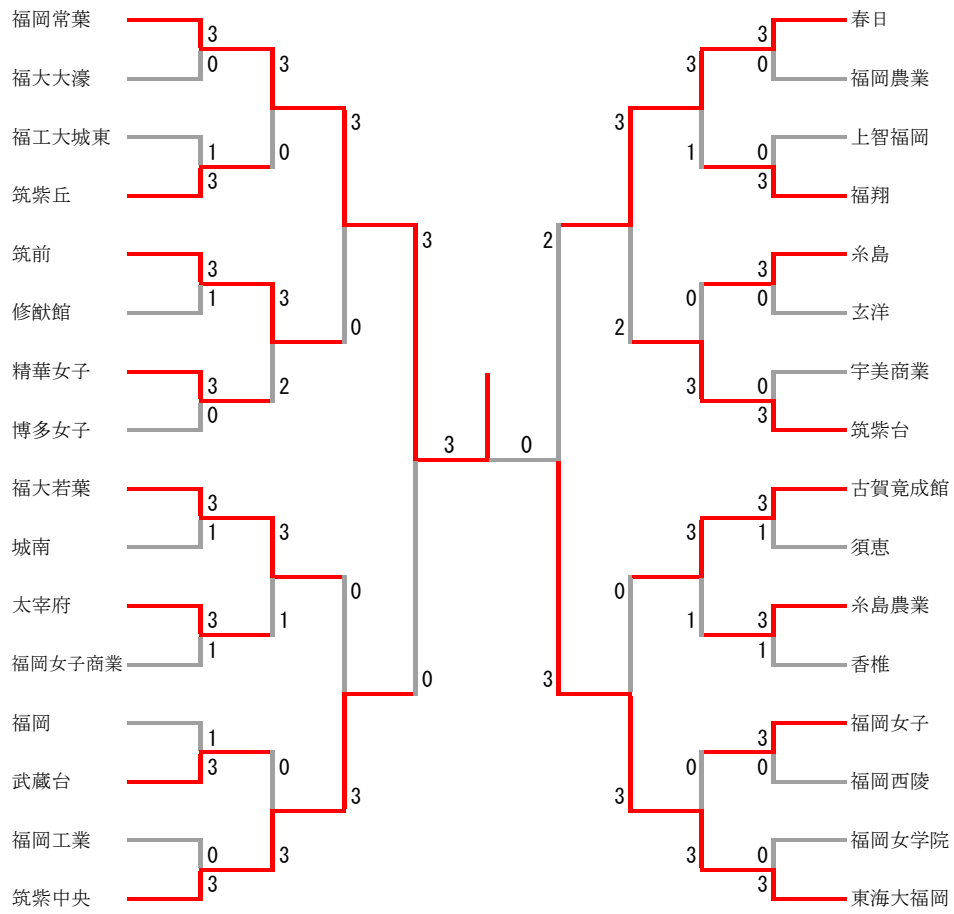 福岡常葉
3
0
福大大濠
3
福工大城東
1
0
3
筑紫丘
3
筑前
3
1
修猷館
3
0
精華女子
3
2
0
博多女子
3
福大若葉
3
1
城南
3
太宰府
3
1
1
福岡女子商業
0
福岡
1
3
武蔵台
0
福岡工業
0
3
3
筑紫中央
3
0
3
0
春日
3
0
福岡農業
3
上智福岡
0
1
3
福翔
3
糸島
3
0
0
玄洋
2
宇美商業
0
3
3
筑紫台
2
古賀竟成館
3
1
須恵
3
糸島農業
3
1
1
香椎
0
福岡女子
3
0
0
福岡西陵
3
福岡女学院
0
3
3
東海大福岡
3